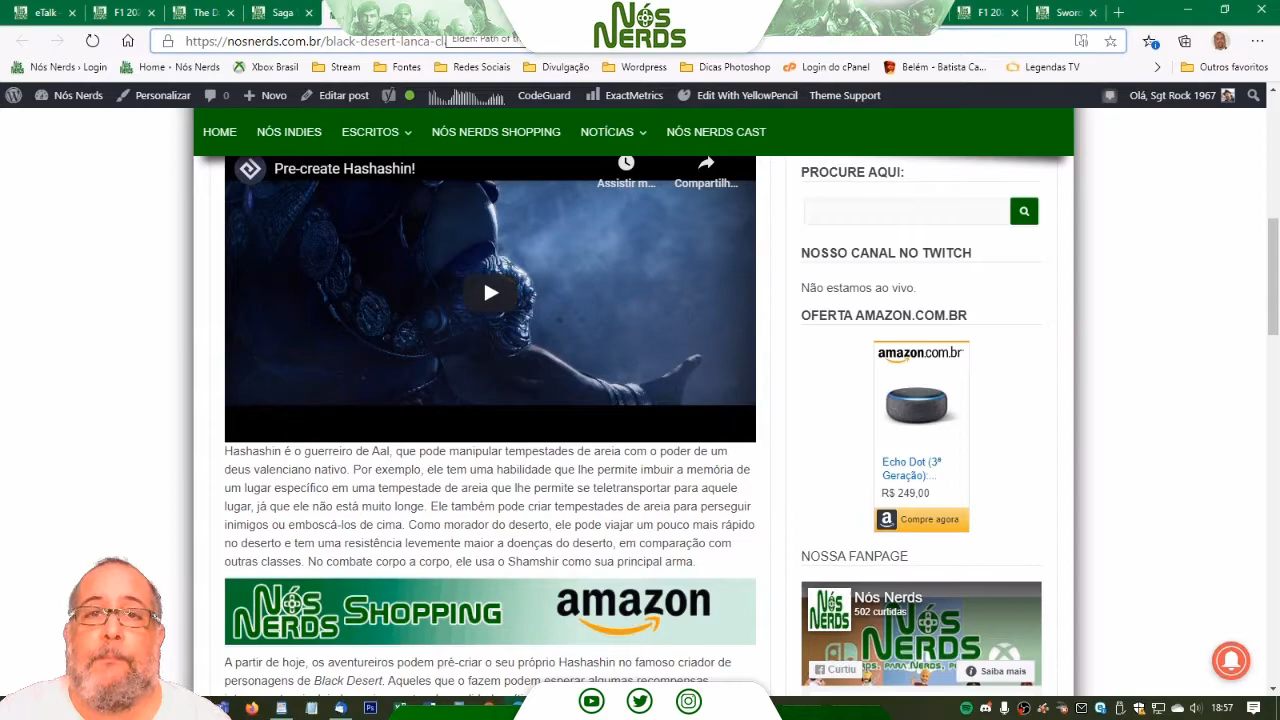 eTalk
The Saga
Nós
NERDS
F1 20
F1 20
Sword
https://nósnerds.com.br/black-desert-lanca-cl
Elden: Path of t
Nós Nerds › Login
Home - Nós Nerds
Xbox Brasil
Stream
Fontes
Redes Sociais
Divulgação
Wordpress
Dicas Photoshop
Login do cPanel
Belém - Batista Ca...
Legendas TV
Outros favoritos
Nós Nerds
Personalizar
0
Novo
Editar post
CodeGuard
ExactMetrics
Edit With YellowPencil
Theme Support
Olá, Sgt Rock 1967
HOME
NÓS INDIES
ESCRITOS
NÓS NERDS SHOPPING
NOTÍCIAS
NÓS NERDS CAST
Pre-create Hashashin!
Assistir m...
Compartilh...
Hashashin é o guerreiro de Aal, que pode manipular tempestades de areia com o poder de um
deus valenciano nativo. Por exemplo, ele tem uma habilidade que lhe permite imbuir a memória de
um lugar específico em uma tempestade de areia que lhe permite se teletransportar para aquele
lugar, já que ele não está muito longe. Ele também pode criar tempestades de areia para perseguir
inimigos ou emboscá-los de cima. Como morador do deserto, ele pode viajar um pouco mais rápido
no deserto e tem uma resistência levemente maior a doenças do deserto, em comparação com
outras classes. No combate corpo a corpo, ele usa o Shamshir como sua principal arma.
Nós
NERDS Shopping
amazon
A partir de hoje, os aventureiros podem pré-criar o seu próprio Hashashin no famoso criador de
personagens de Black Desert. Aqueles que o fazem podem esperar algumas recompensas
PROCURE AQUI:
NOSSO CANAL NO TWITCH
Não estamos ao vivo.
OFERTA AMAZON.COM.BR
amazon.com.br
Echo Dot (3ª
Geração):...
R$ 249,00
Compre agora
NOSSA FANPAGE
Nós Nerds
502 curtidas
Nós
NERDS
Curtiu
Saiba mais
18:57